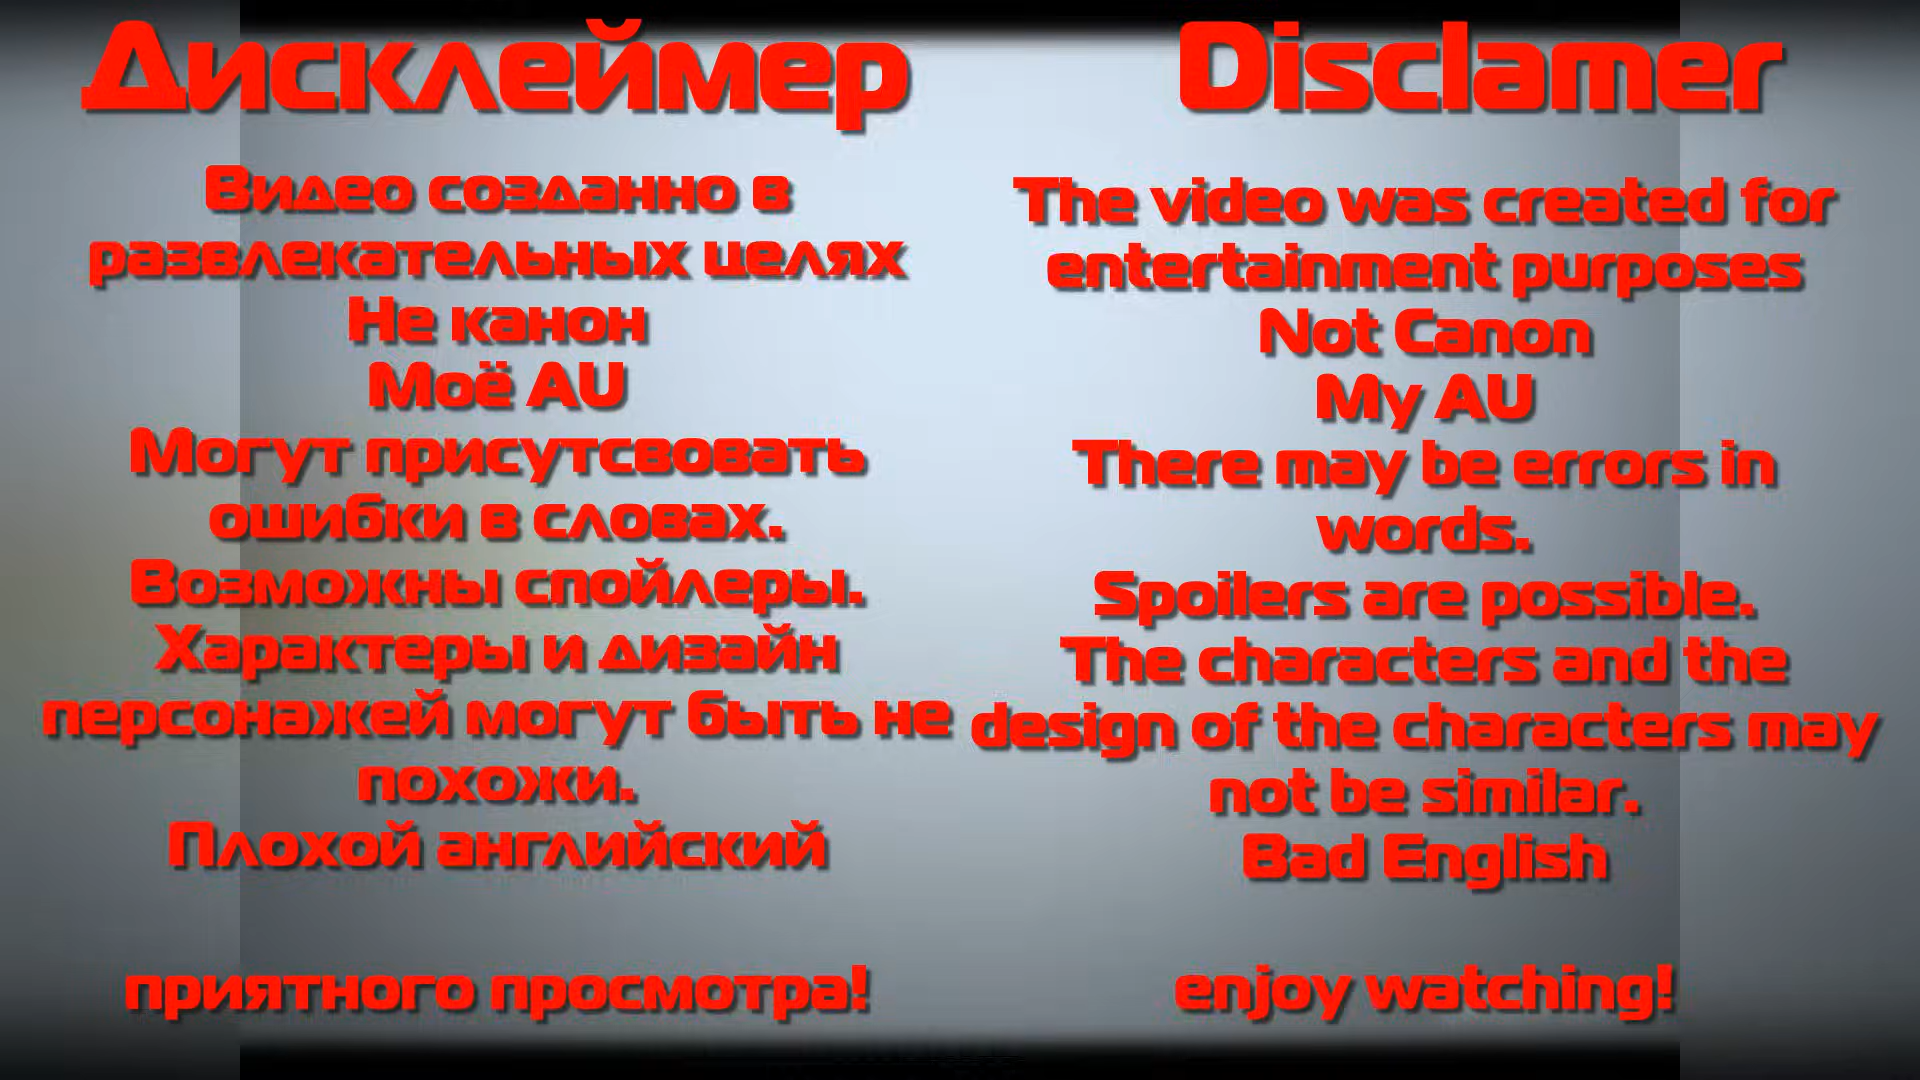 Дисклеймер
Видео созданно в
развлекательных целях
Не канон
Моё AU
Могут присутсвовать
ошибки в словах.
Возможны спойлеры.
Характеры и дизайн
персонажей могут быть не
похожи.
Плохой английский
приятного просмотра!
Disclamer
The video was created for
entertainment purposes
Not Canon
My AU
There may be errors in
words.
Spoilers are possible.
The characters and the
design of the characters may
not be similar.
Bad English
enjoy watching!